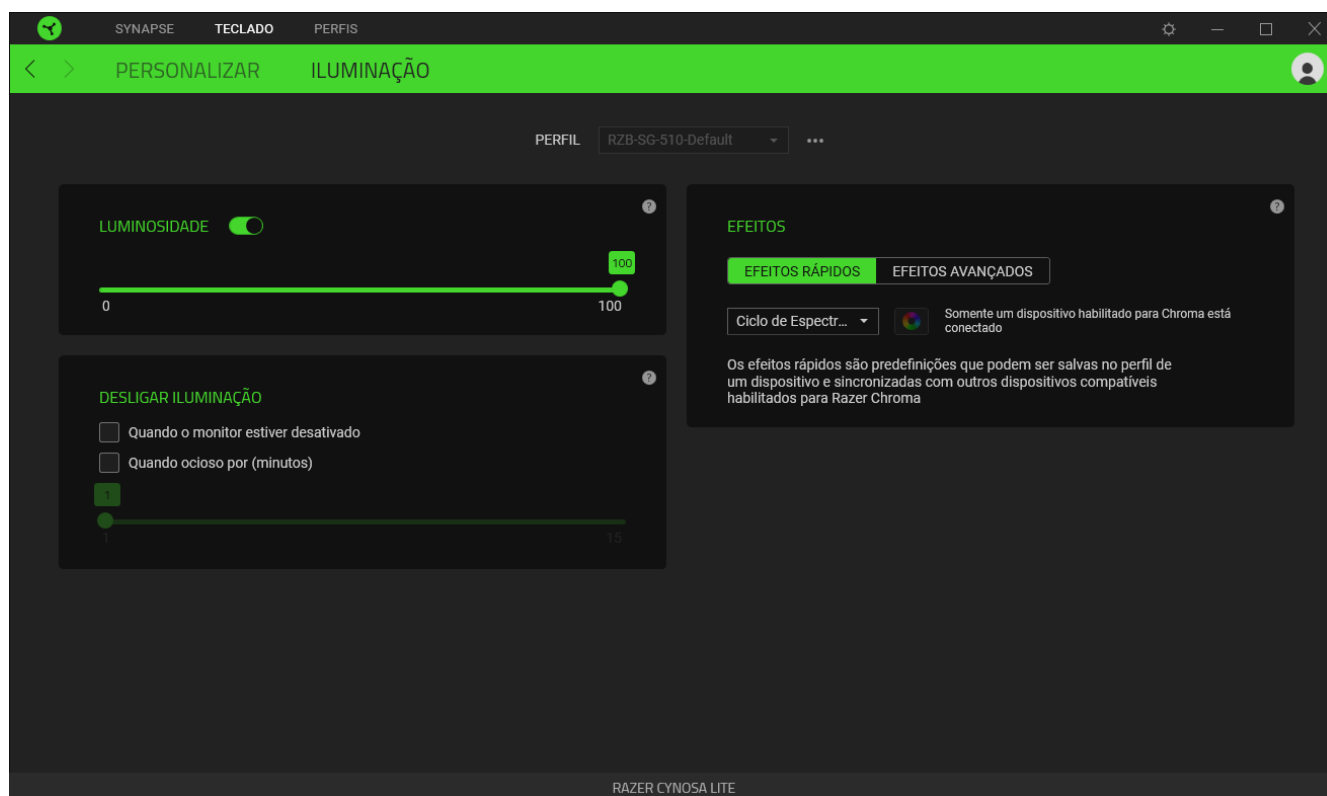 SYNAPSE TECLADO PERFIS
PERSONALIZAR ILUMINAÇÃO
PERFIL RZB-SG-510-Default
LUMINOSIDADE
100
0 100
DESLIGAR ILUMINAÇÃO
Quando o monitor estiver desativado
Quando ocioso por (minutos)
1
1 15
EFEITOS
EFEITOS RÁPIDOS EFEITOS AVANÇADOS
Ciclo de Espectr...
Somente um dispositivo habilitado para Chroma está
conectado
Os efeitos rápidos são predefinições que podem ser salvas no perfil de
um dispositivo e sincronizadas com outros dispositivos compatíveis
habilitados para Razer Chroma
RAZER CYNOSA LITE